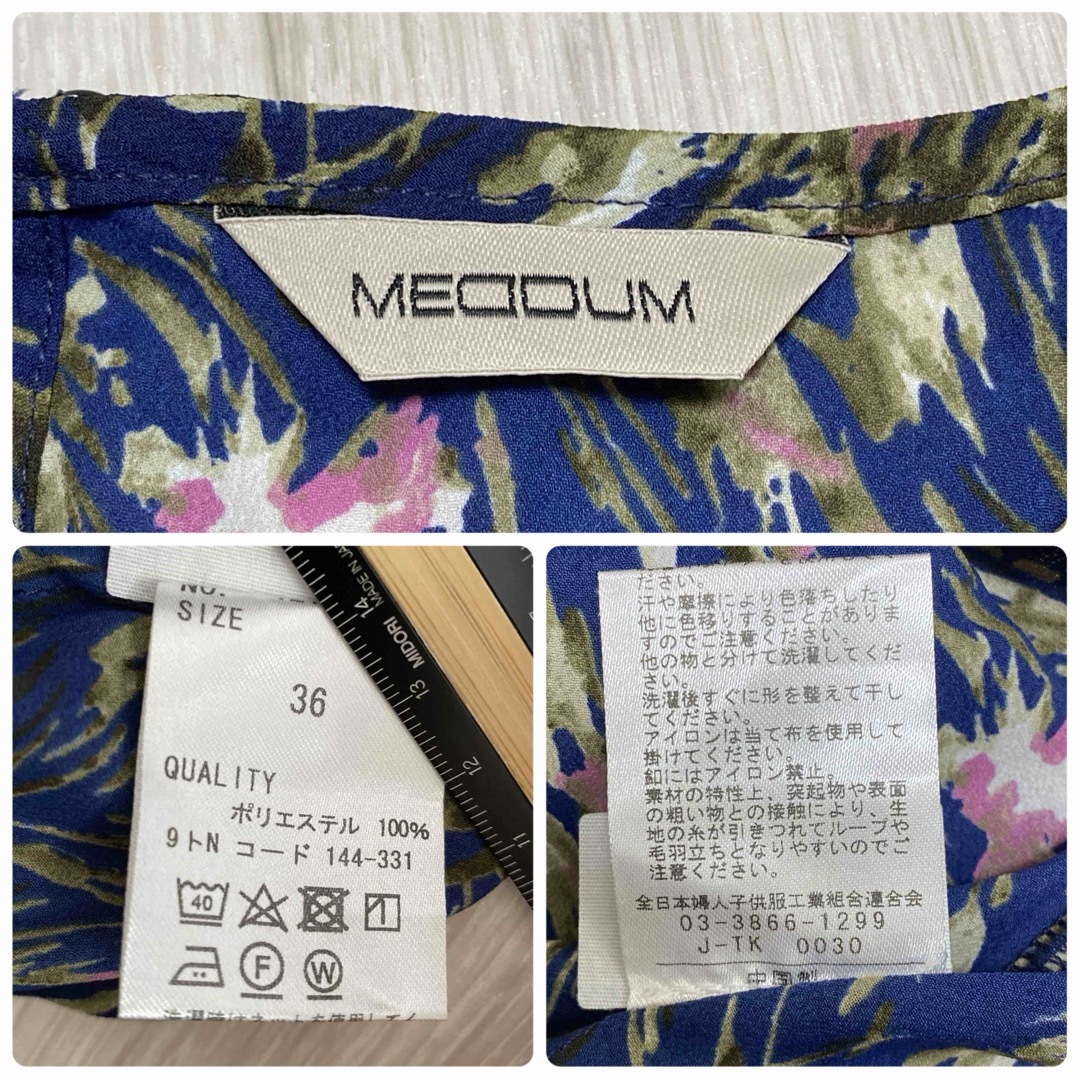 MEDDUM
SIZE
36
QUALITY
ポリエステル 100%
9トN コード 144-331
40
F
W
MADE IN JAPAN
MIDORI
14
13
12
11
ださい。
汗や摩擦により色落ちしたり
他に色移りすることがありま
すのでご注意ください。
他の物と分けて洗濯してくだ
さい。
洗濯後すぐに形を整えて干し
てください。
アイロンは当て布を使用して
掛けてください。
釦にはアイロン禁止。
素材の特性上、突起物や表面
の粗い物との接触により、生
地の糸が引きつれてループや
毛羽立ちとなりやすいのでご
注意ください。
全日本婦人子供服工業組合連合会
03-3866-1299
J-TK 0030
中国製